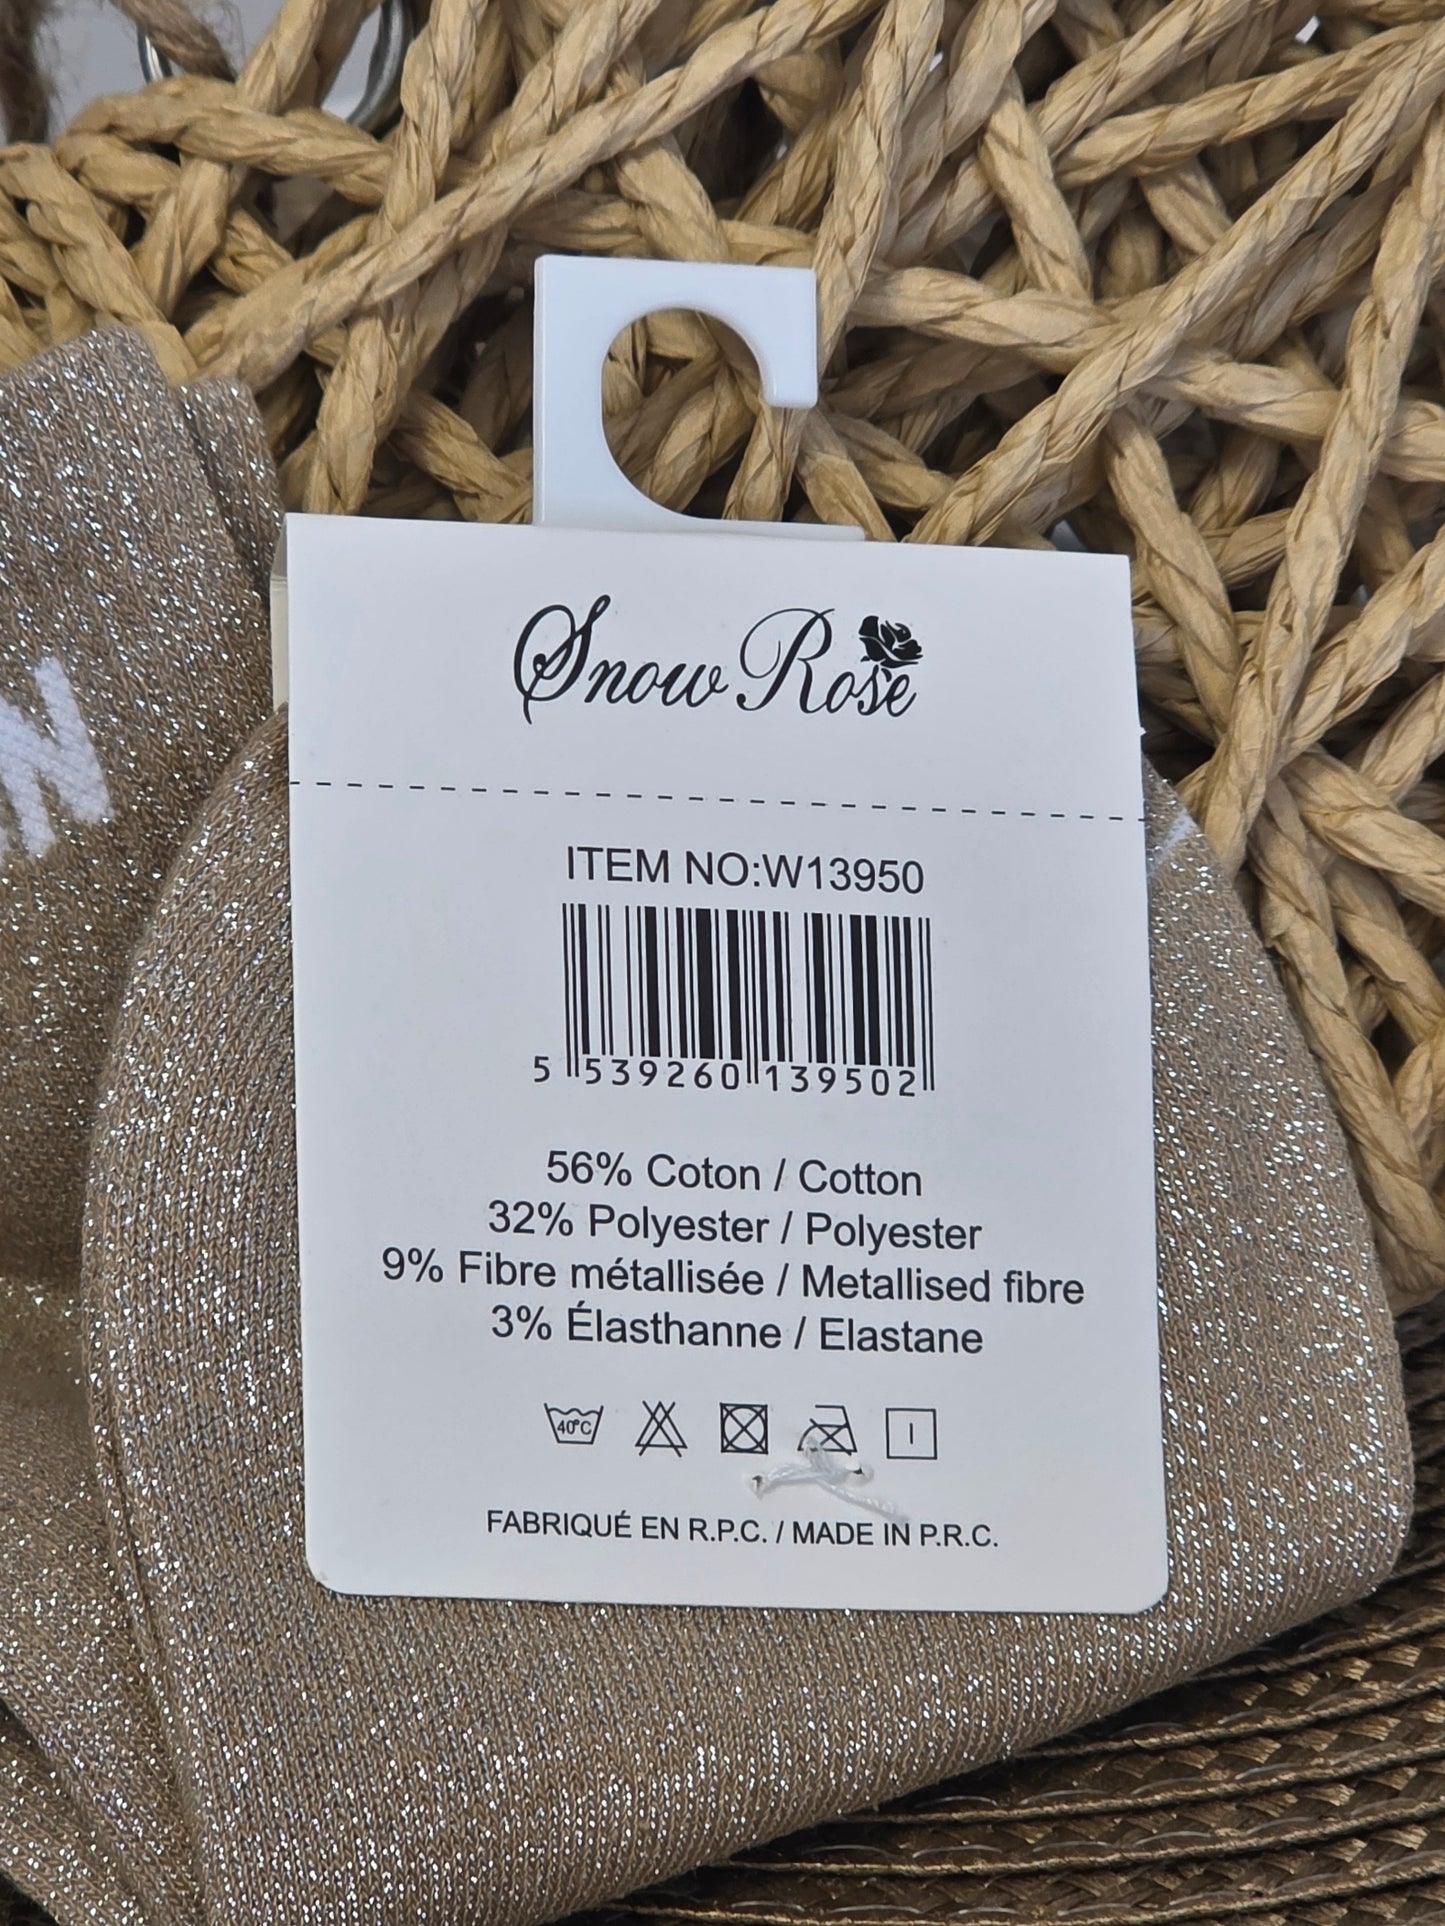 Snow Rose
ITEM NO:W13950
5 539260 139502
56% Coton / Cotton
32% Polyester / Polyester
9% Fibre métallisée / Metallised fibre
3% Élasthanne / Elastane
40°C
FABRIQUÉ EN R.P.C. / MADE IN P.R.C.